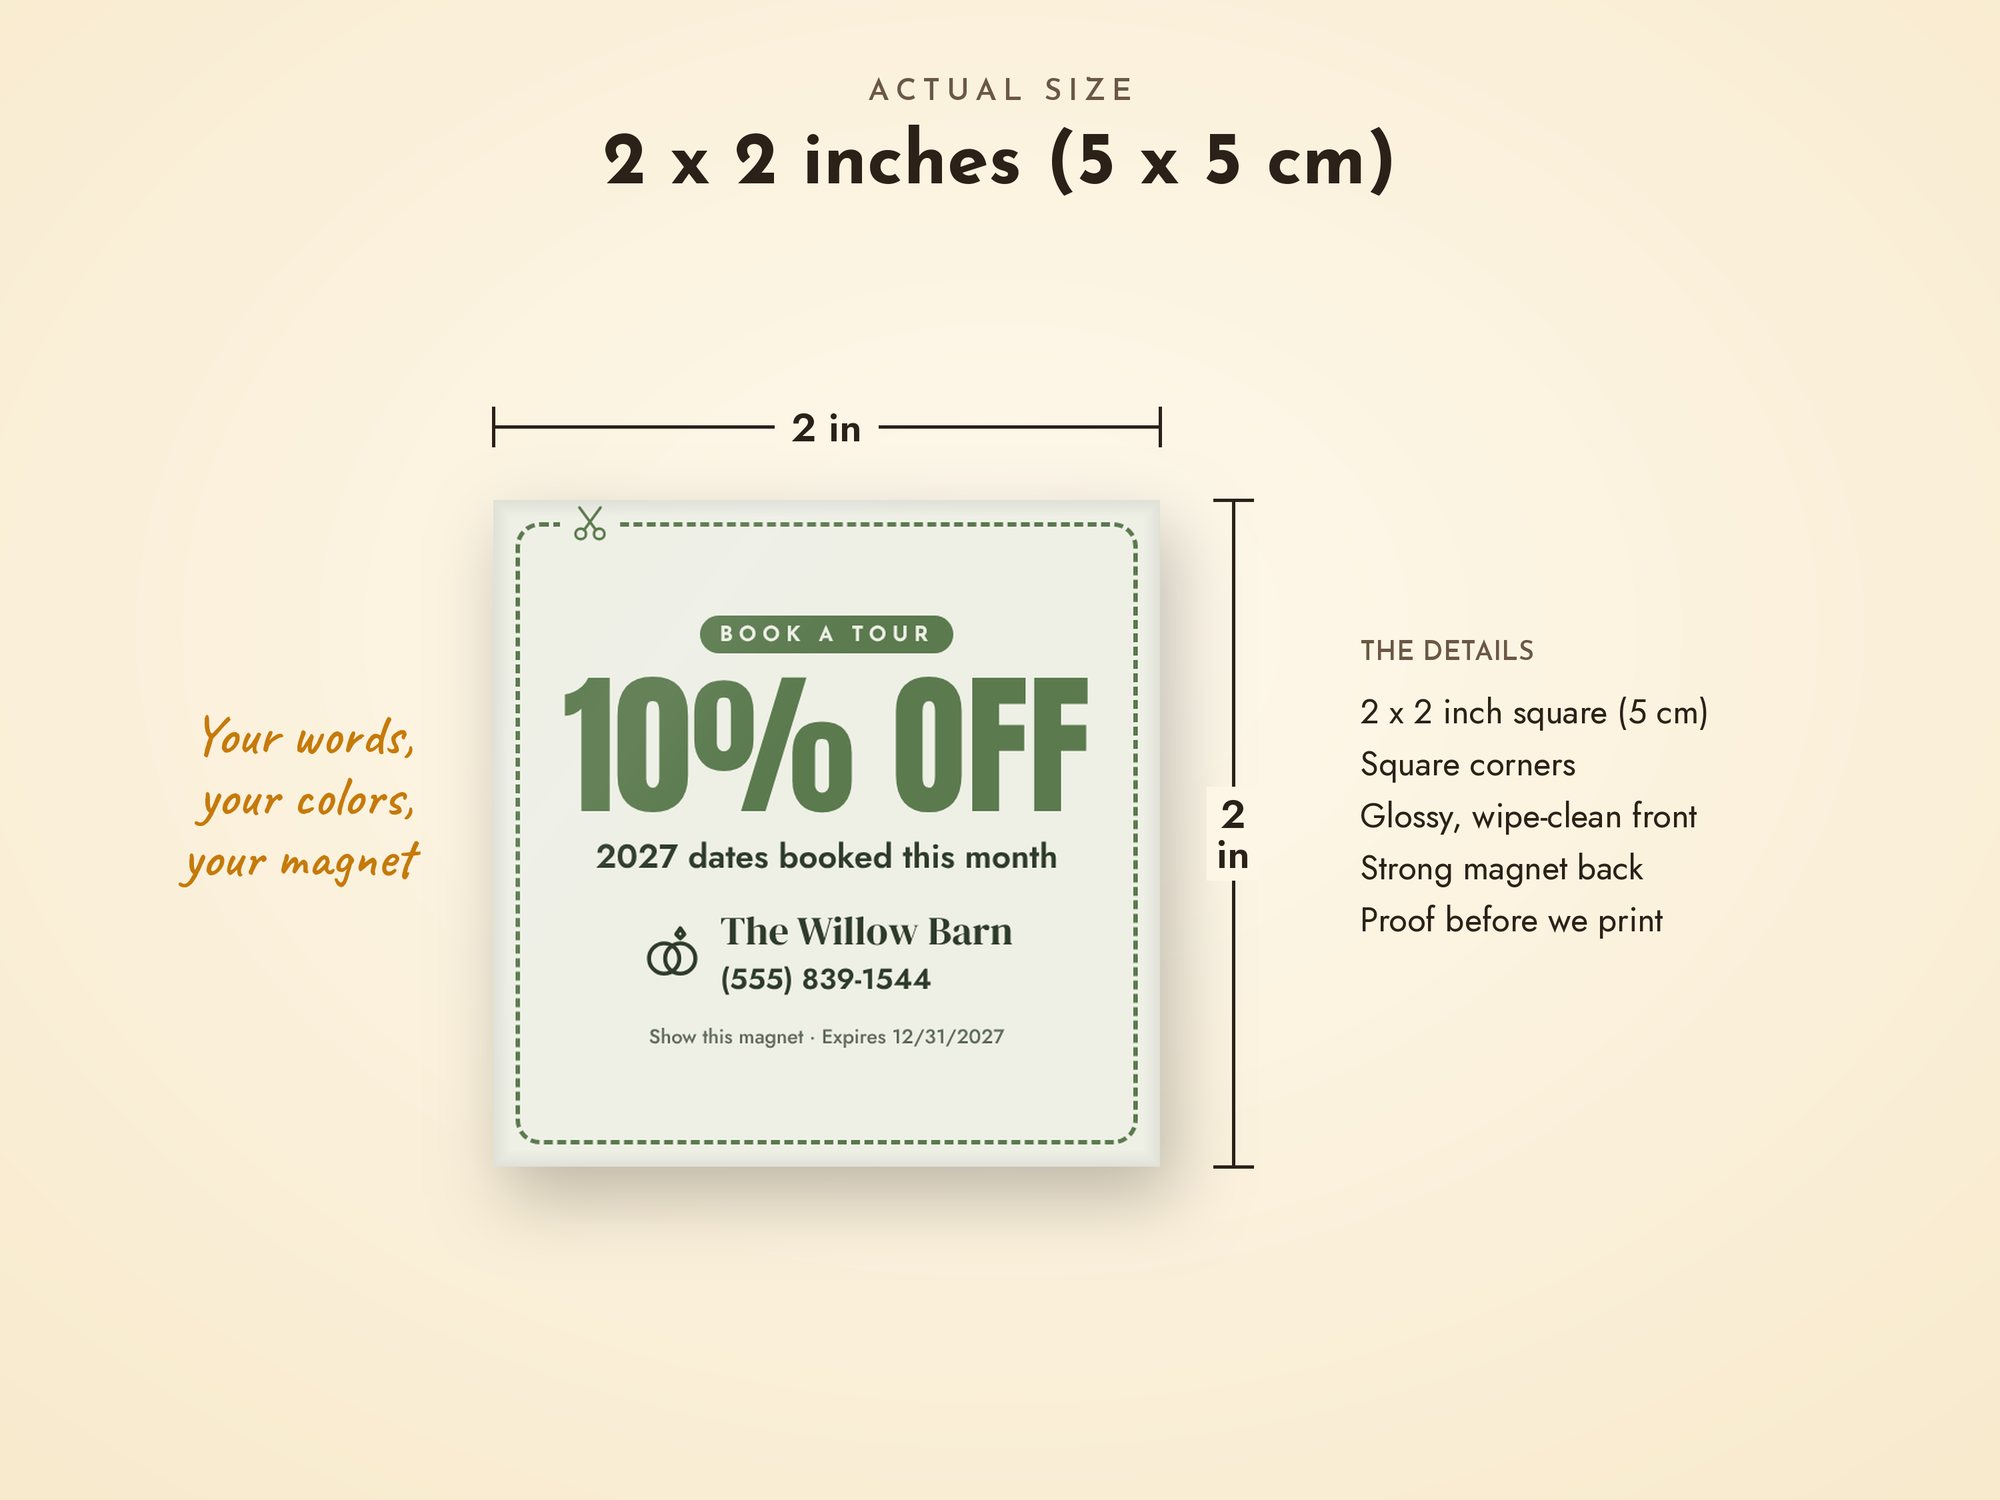 ACTUAL SIZE
2 x 2 inches (5 x 5 cm)
2 in
BOOK A TOUR
10% OFF
2027 dates booked this month
The Willow Barn
(555) 839-1544
Show this magnet · Expires 12/31/2027
Your words,
your colors,
your magnet
2
in
THE DETAILS
2 x 2 inch square (5 cm)
Square corners
Glossy, wipe-clean front
Strong magnet back
Proof before we print